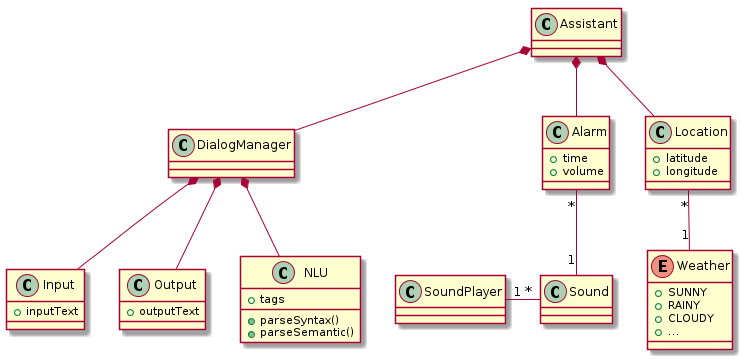 C Assistant
C DialogManager
C Alarm
time
volume
C Location
latitude
longitude
*
1
*
1
C Input
inputText
C Output
outputText
C NLU
tags
parseSyntax()
parseSemantic()
C SoundPlayer
1 *
C Sound
E Weather
SUNNY
RAINY
CLOUDY
...